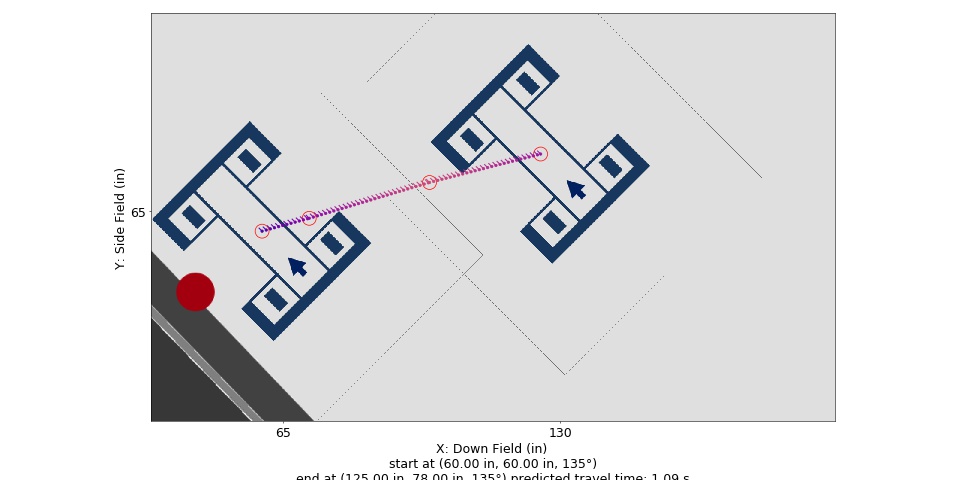 Y: Side Field (in)
65
65
130
X: Down Field (in)
start at (60.00 in, 60.00 in, 135°)
end at (125.00 in, 78.00 in, 135°) predicted travel time: 1.09 s